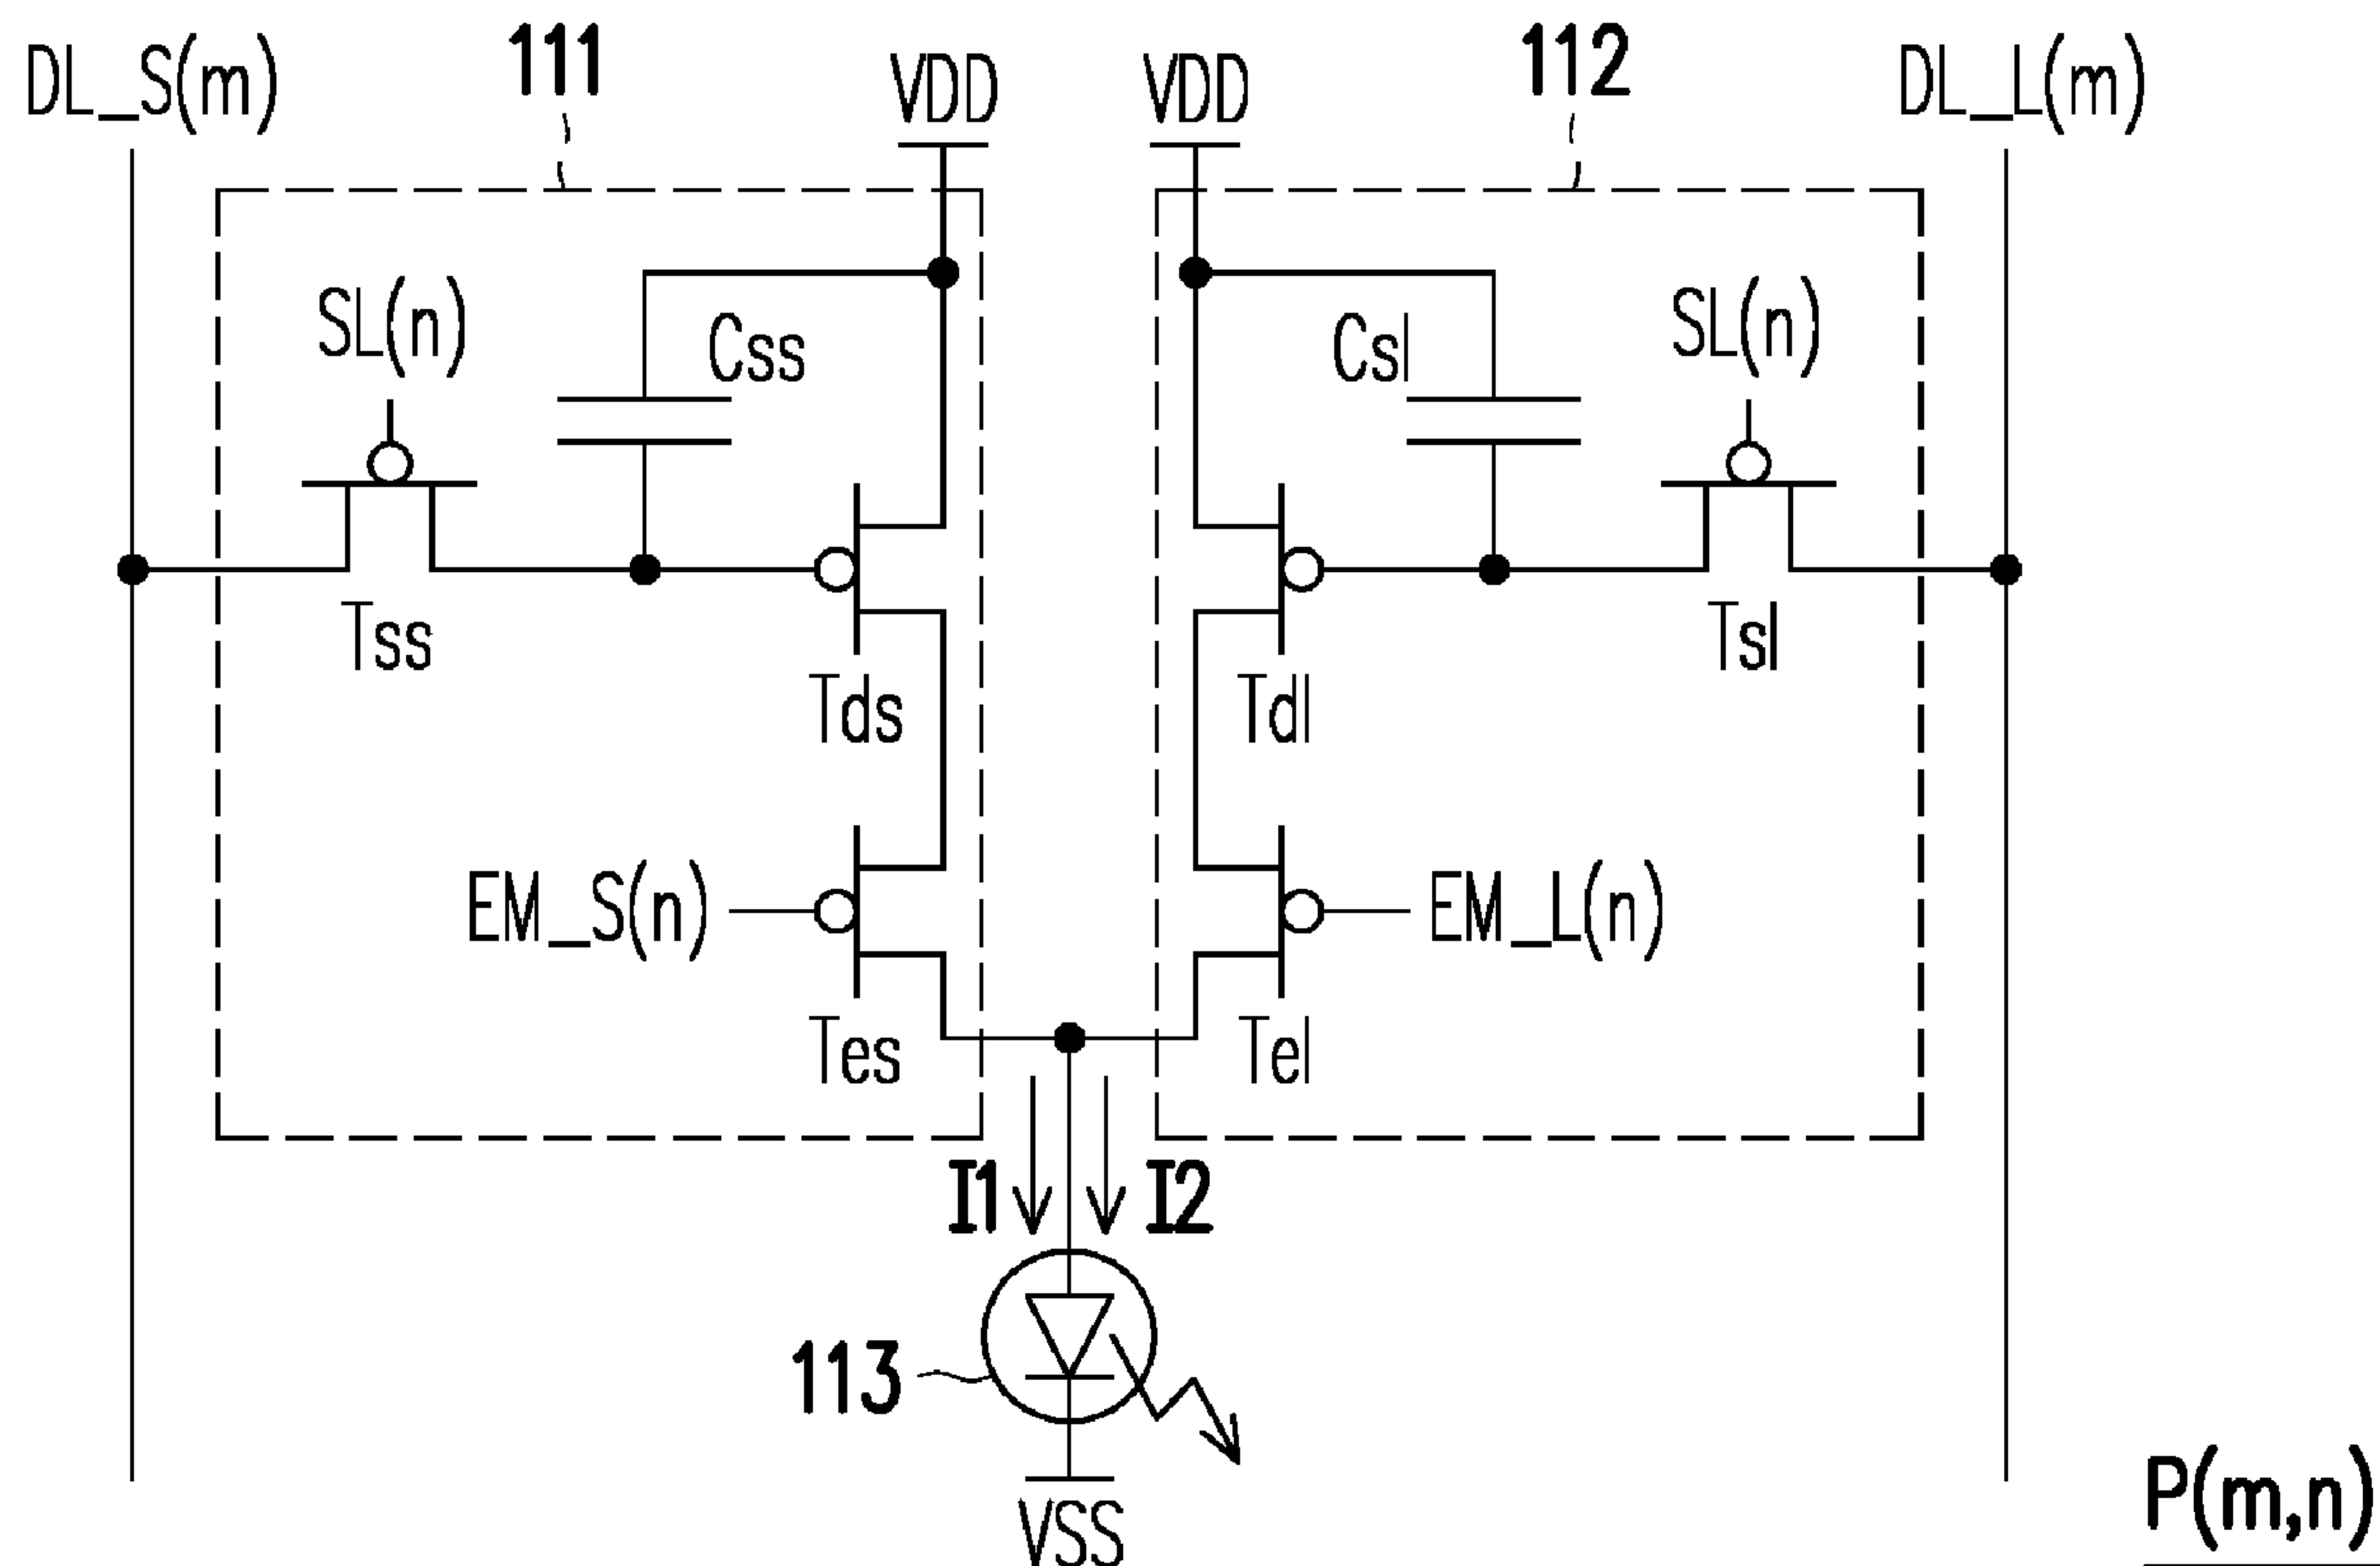 DL_S(m)
111
VDD
VDD
112
DL_L(m)
SL(n)
Css
Csl
SL(n)
Tss
Tds
Tdl
Tsl
EM_S(n)
EM_L(n)
Tes
Tel
I1
I2
113
VSS
P(m,n)